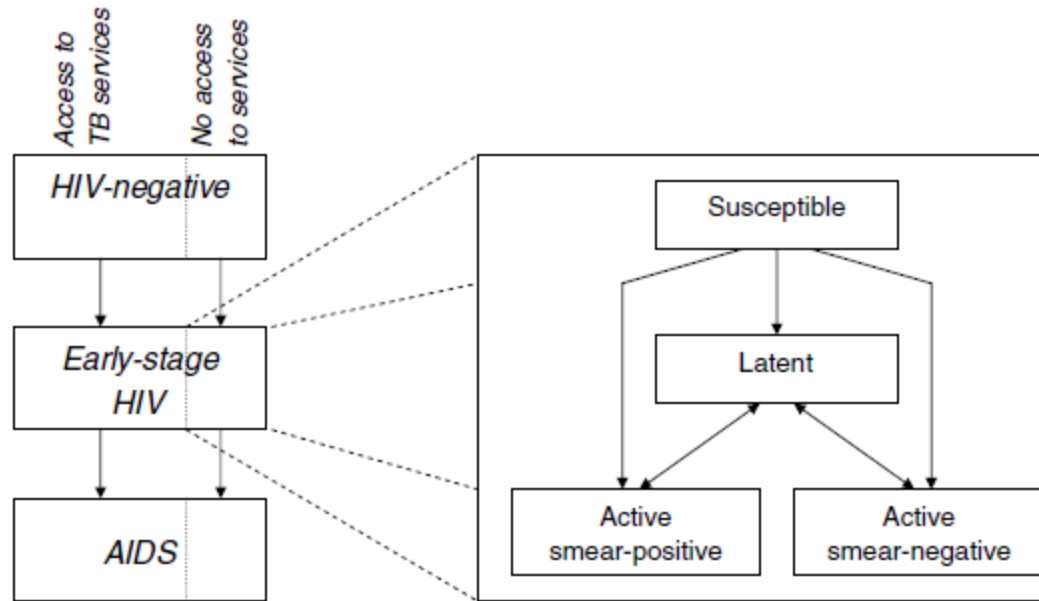 Access to
TB services
No access
to services
HIV-negative
Early-stage
HIV
AIDS
Susceptible
Latent
Active
smear-positive
Active
smear-negative